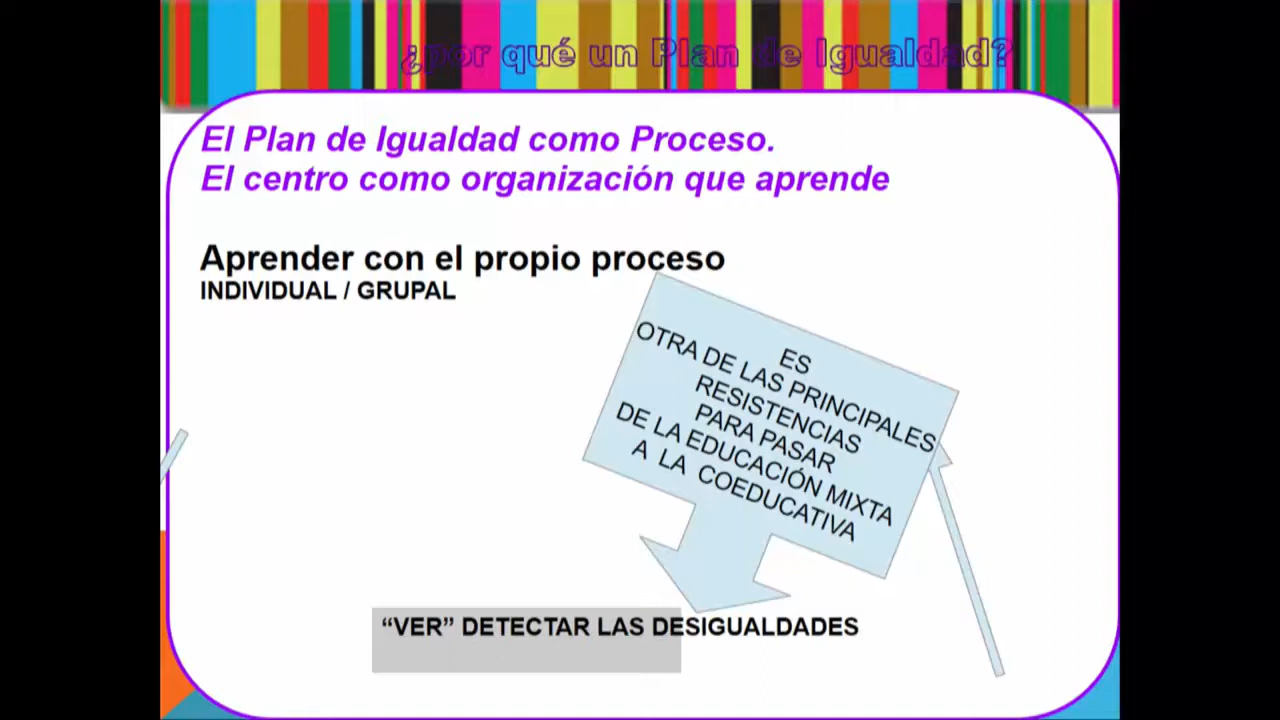 ¿por qué un Plan de Igualdad?
El Plan de Igualdad como Proceso.
El centro como organización que aprende
Aprender con el propio proceso
INDIVIDUAL / GRUPAL
ES
OTRA DE LAS PRINCIPALES
RESISTENCIAS
PARA PASAR
DE LA EDUCACIÓN MIXTA
A LA COEDUCATIVA
“VER” DETECTAR LAS DESIGUALDADES